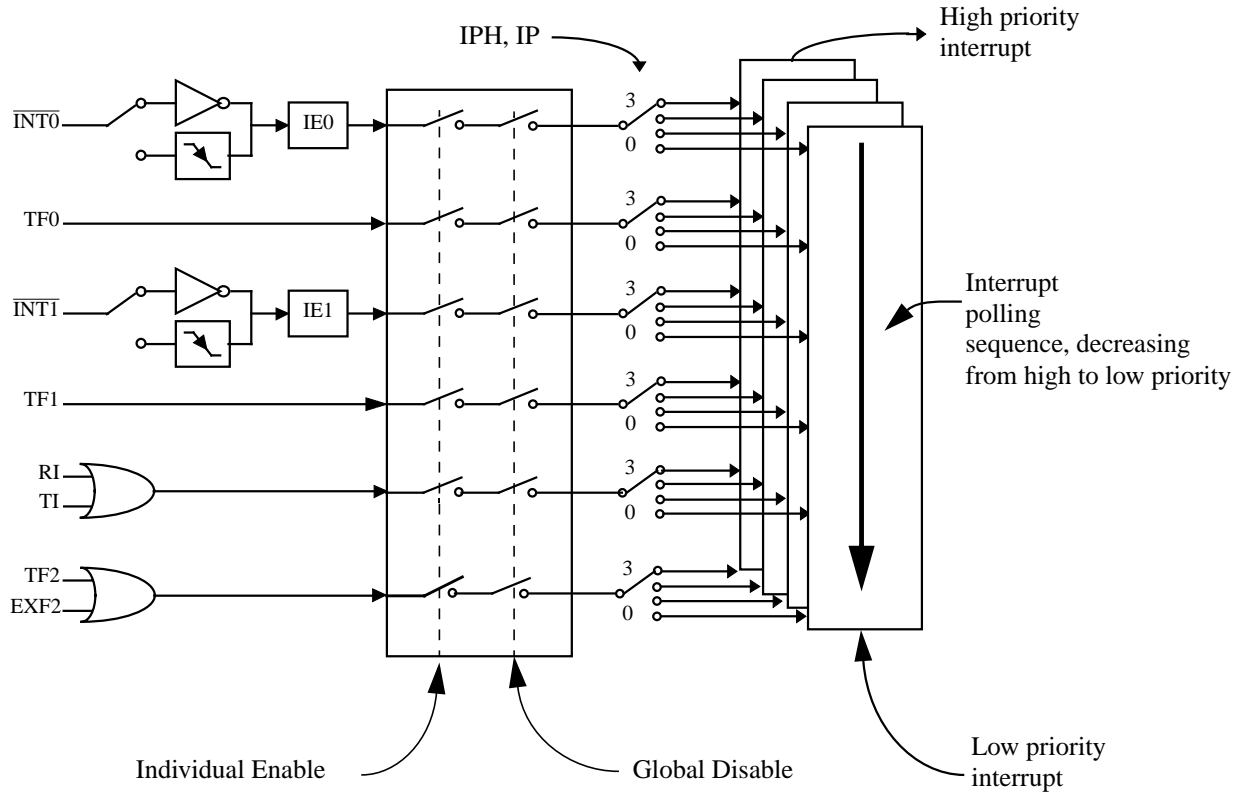 IPH, IP
High priority
interrupt
INT0
IE0
3
0
TF0
3
0
INT1
IE1
3
0
Interrupt
polling
sequence, decreasing
from high to low priority
TF1
3
0
RI
TI
3
0
TF2
EXF2
3
0
Individual Enable
Global Disable
Low priority
interrupt